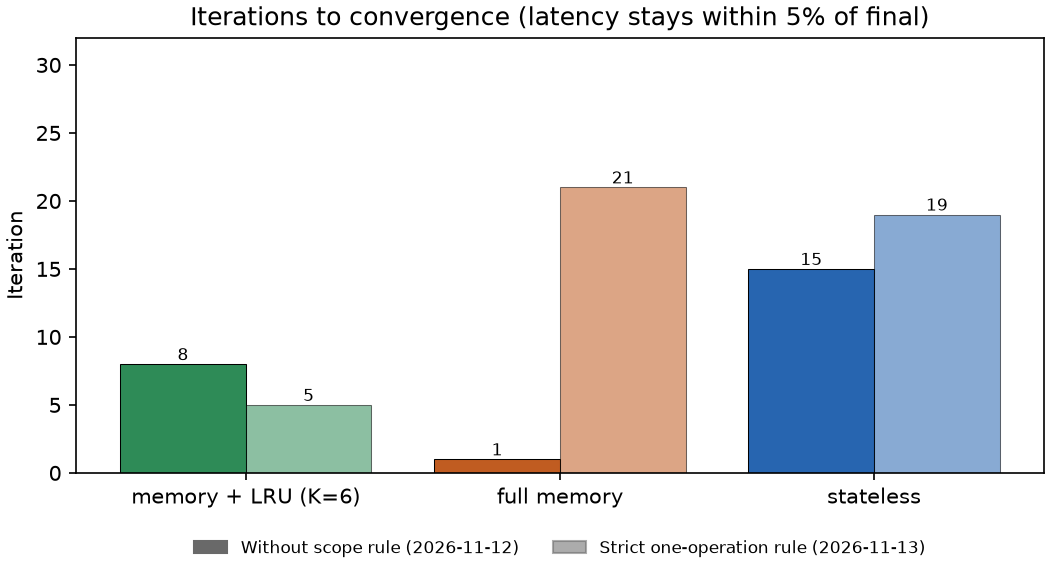 Iterations to convergence (latency stays within 5% of final)
Iteration
30
25
20
15
10
5
0
8
5
1
21
15
19
memory + LRU (K=6)
full memory
stateless
Without scope rule (2026-11-12)
Strict one-operation rule (2026-11-13)